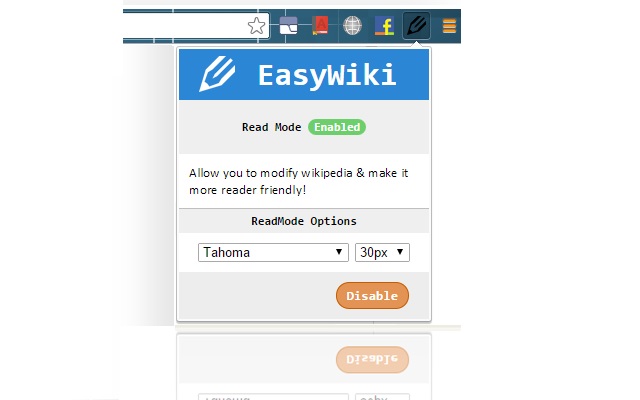 EasyWiki
Read Mode Enabled
Allow you to modify wikipedia & make it
more reader friendly!
ReadMode Options
Tahoma 30px
Disable
Disable